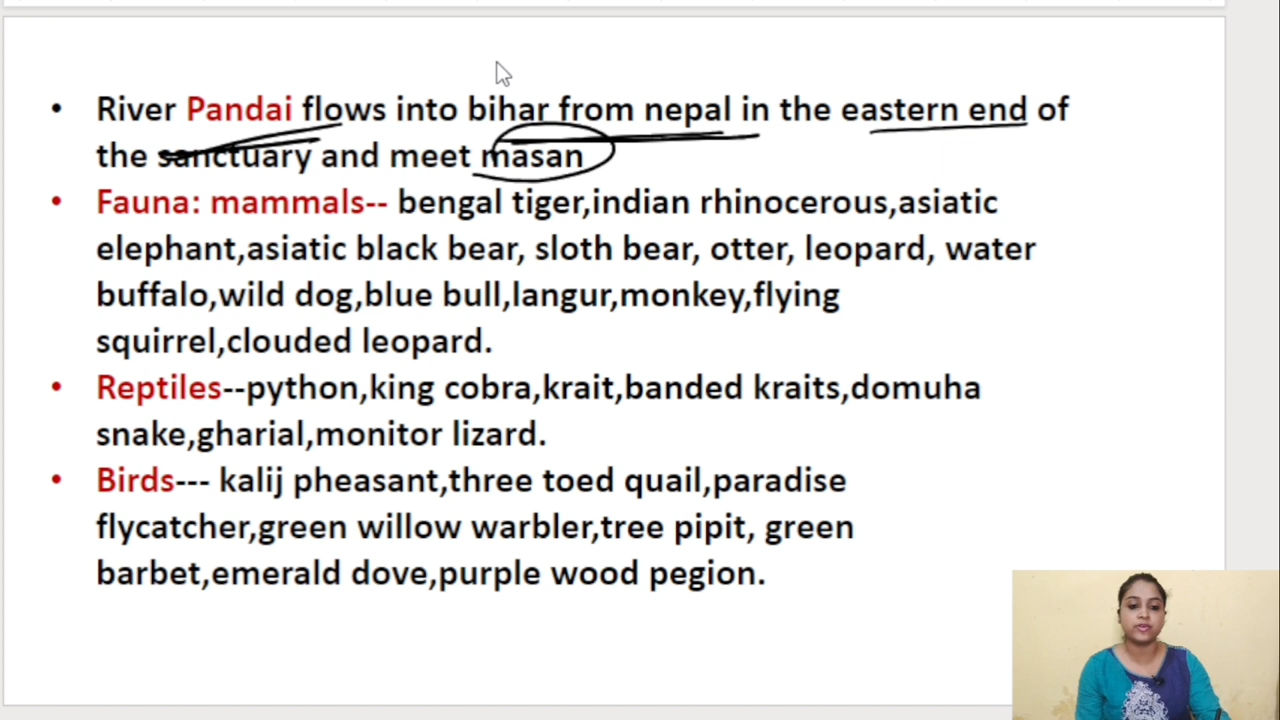 • River Pandai flows into bihar from nepal in the eastern end of
the sanctuary and meet masan
• Fauna: mammals-- bengal tiger,indian rhinocerous,asiatic
elephant,asiatic black bear, sloth bear, otter, leopard, water
buffalo,wild dog,blue bull,langur,monkey,flying
squirrel,clouded leopard.
• Reptiles--python,king cobra,krait,banded kraits,domuha
snake,gharial,monitor lizard.
• Birds--- kalij pheasant,three toed quail,paradise
flycatcher,green willow warbler,tree pipit, green
barbet,emerald dove,purple wood pegion.